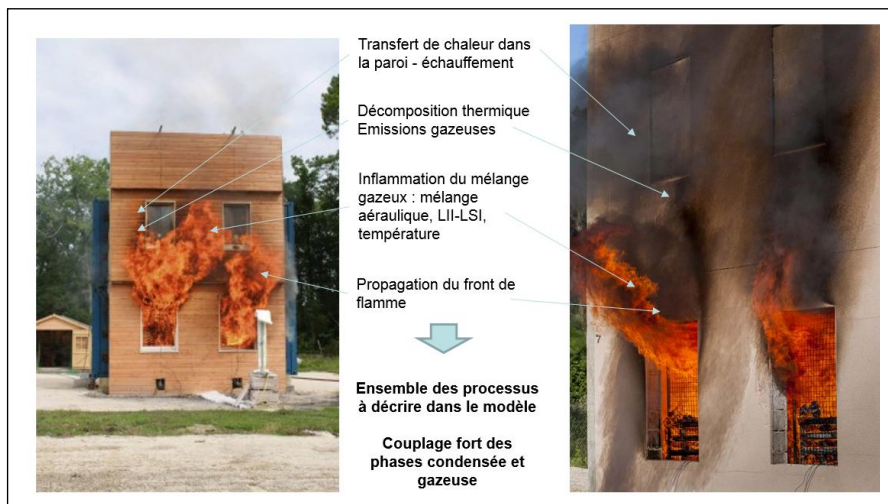 Transfert de chaleur dans
la paroi - échauffement
Décomposition thermique
Emissions gazeuses
Inflammation du mélange
gazeux : mélange
aéraulique, LII-LSI,
température
Propagation du front de
flamme
Ensemble des processus
à décrire dans le modèle
Couplage fort des
phases condensée et
gazeuse
7